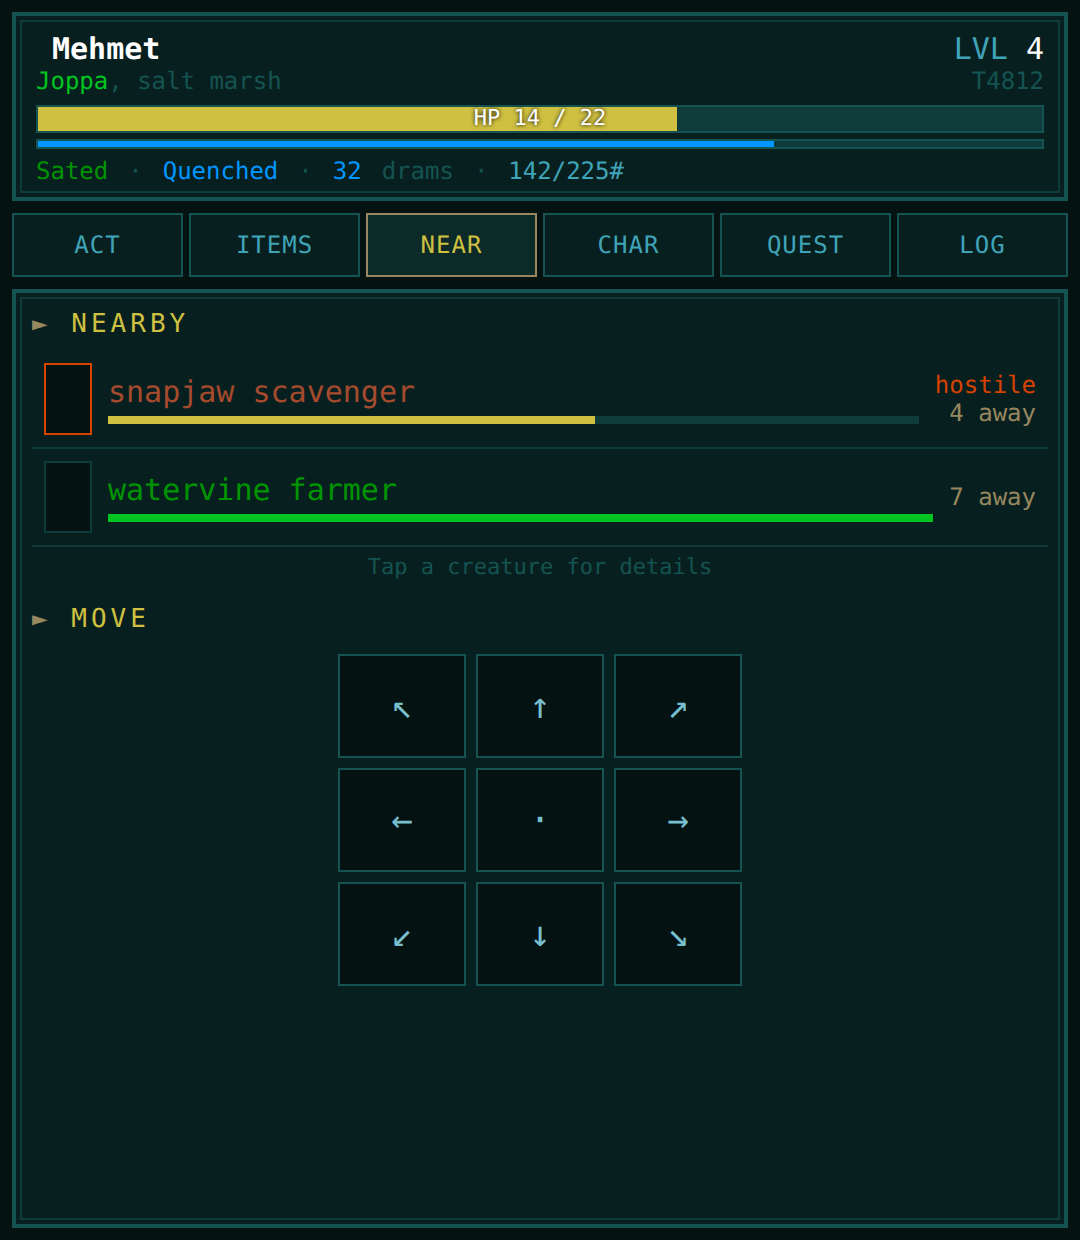 Mehmet LVL 4
Joppa, salt marsh T4812
HP 14 / 22
Sated · Quenched · 32 drams · 142/225#
ACT ITEMS NEAR CHAR QUEST LOG
► NEARBY
snapjaw scavenger hostile
4 away
watervine farmer 7 away
Tap a creature for details
► MOVE
↖ ↑ ↗
← · →
↙ ↓ ↘